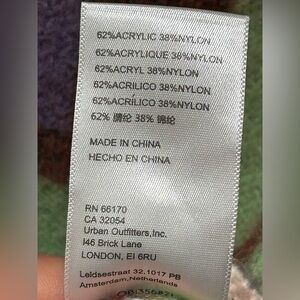 62%ACRYLIC 38%NYLON
62%ACRYLIQUE 38%NYLON
62%ACRYL 38%NYLON
62%ACRILICO 38%NYLON
62%ACRÍLICO 38%NYLON
62% 腈纶 38% 锦纶
MADE IN CHINA
HECHO EN CHINA
RN 66170
CA 32054
Urban Outfitters,Inc.
146 Brick Lane
LONDON, EI 6RU
Leidsestraat 32,1017 PB
Amsterdam,Netherlands